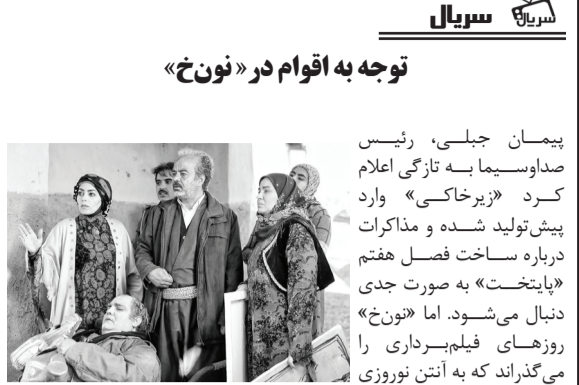 سریال
سریال
توجه به اقوام در «نون‌خ»
پیمان جبلی، رئیس
صداوسیما به تازگی اعلام
کرد «زیرخاکی» وارد
پیش‌تولید شده و مذاکرات
درباره ساخت فصل هفتم
«پایتخت» به صورت جدی
دنبال می‌شود. اما «نون‌خ»
روزهای فیلم‌برداری را
می‌گذراند که به آنتن نوروزی